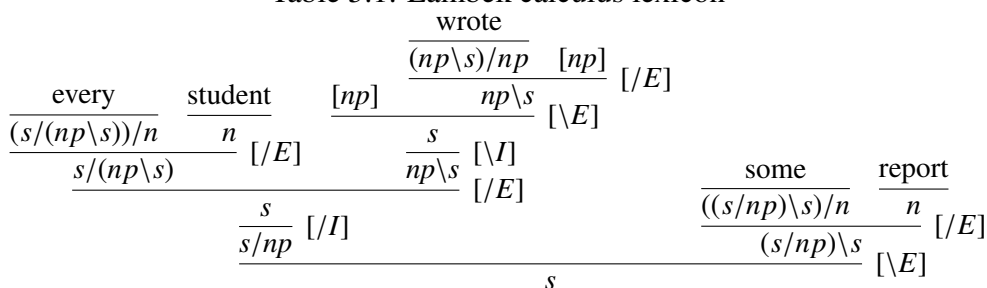 Table 3.1: Lambek calculus lexicon
wrote
(np\s)/np [np] [/E]
every student [np] np\s [\E]
(s/(np\s))/n n [/E] s [\I]
s/(np\s) np\s [/E] some report
s [/I] ((s/np)\s)/n n [/E]
s/np (s/np)\s [\E]
s